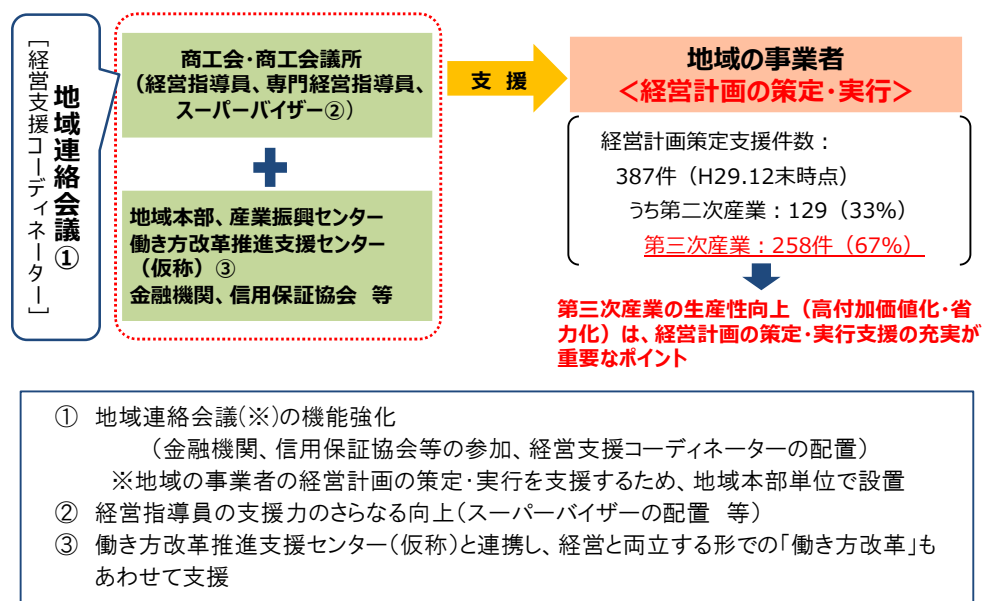 地域連絡会議①
［経営支援コーディネーター］
商工会・商工会議所
（経営指導員、専門経営指導員、
スーパーバイザー②）
地域本部、産業振興センター
働き方改革推進支援センター
（仮称）③
金融機関、信用保証協会 等
支 援
地域の事業者
＜経営計画の策定・実行＞
経営計画策定支援件数：
387件（H29.12末時点）
うち第二次産業：129（33%）
第三次産業：258件（67%）
第三次産業の生産性向上（高付加価値化・省
力化）は、経営計画の策定・実行支援の充実が
重要なポイント
① 地域連絡会議(※)の機能強化
（金融機関、信用保証協会等の参加、経営支援コーディネーターの配置）
※地域の事業者の経営計画の策定・実行を支援するため、地域本部単位で設置
② 経営指導員の支援力のさらなる向上（スーパーバイザーの配置 等）
③ 働き方改革推進支援センター（仮称）と連携し、経営と両立する形での「働き方改革」も
あわせて支援